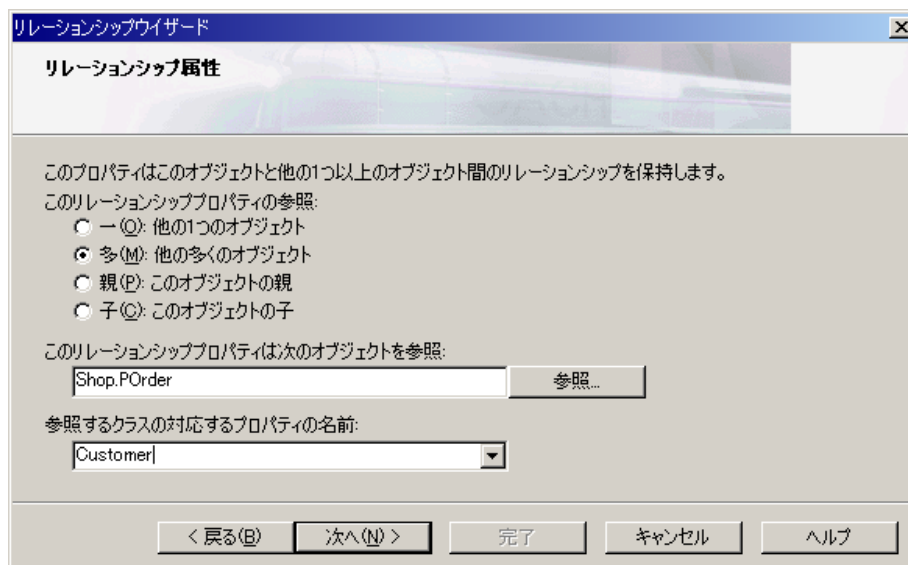 リレーションシップウイザード
リレーションシップ属性
このプロパティはこのオブジェクトと他の1つ以上のオブジェクト間のリレーションシップを保持します。
このリレーションシッププロパティの参照:
一(O): 他の1つのオブジェクト
多(M): 他の多くのオブジェクト
親(P): このオブジェクトの親
子(C): このオブジェクトの子
このリレーションシッププロパティは次のオブジェクトを参照:
Shop.POrder 参照...
参照するクラスの対応するプロパティの名前:
Customer
< 戻る(B) 次へ(N) > 完了 キャンセル ヘルプ